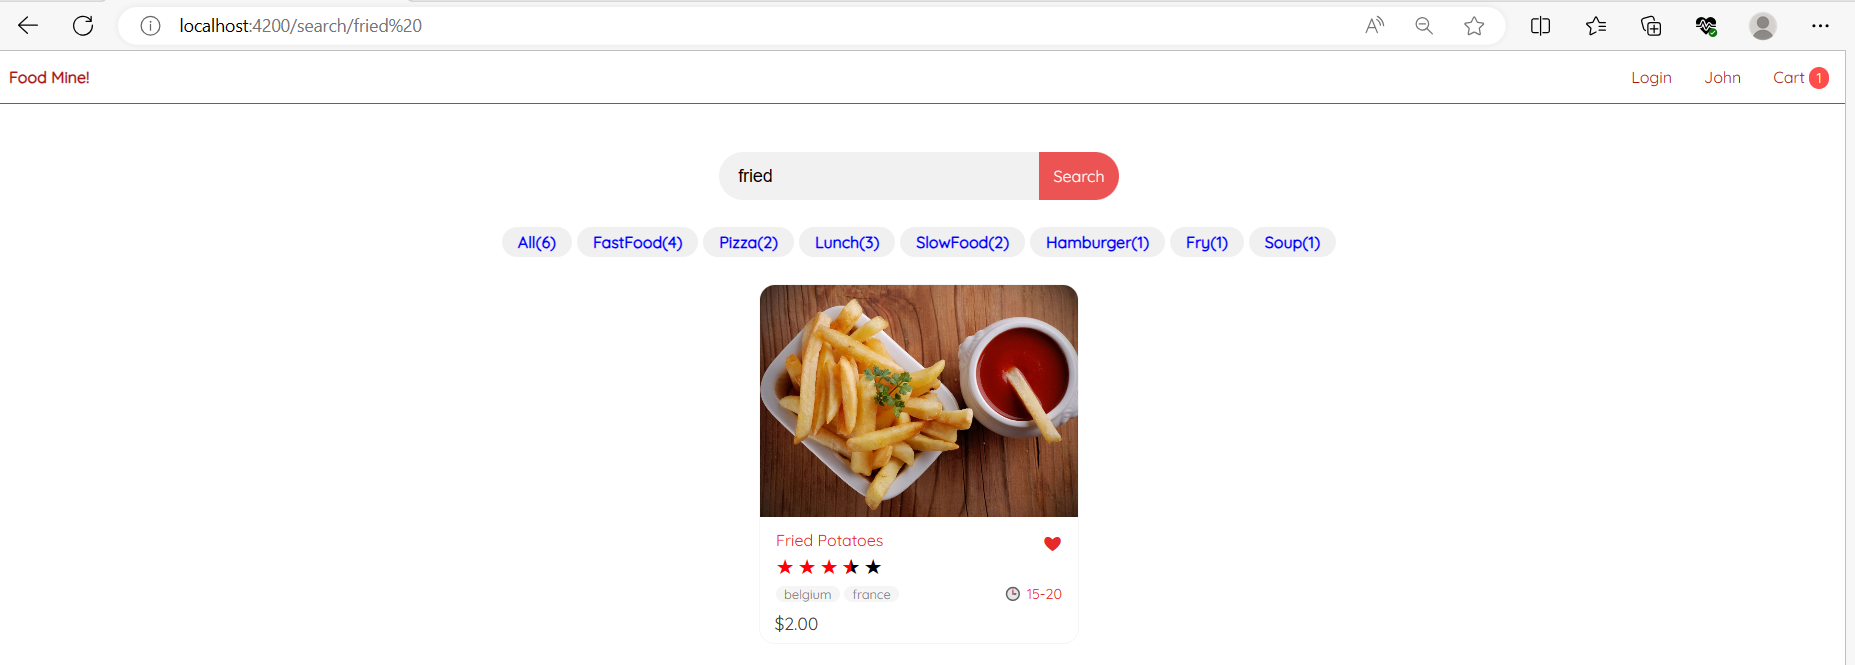 localhost:4200/search/fried%20
Food Mine!
Login John Cart 1
fried Search
All(6) FastFood(4) Pizza(2) Lunch(3) SlowFood(2) Hamburger(1) Fry(1) Soup(1)
Fried Potatoes
belgium france 15-20
$2.00